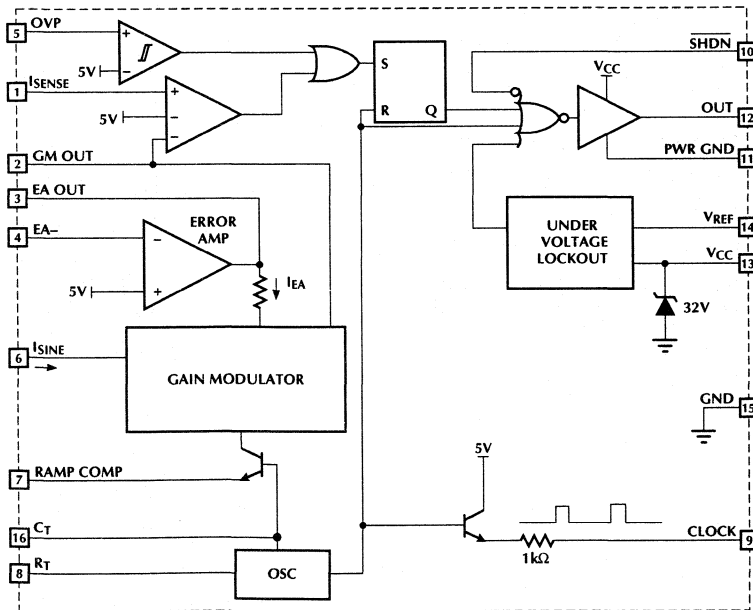 5 OVP
5V
1 ISENSE
5V
2 GM OUT
3 EA OUT
4 EA–
ERROR
AMP
5V
IEA
6 ISINE
GAIN MODULATOR
7 RAMP COMP
16 CT
8 RT
OSC
S
R Q
SHDN 10
VCC
OUT 12
PWR GND 11
UNDER
VOLTAGE
LOCKOUT
VREF 14
VCC 13
32V
GND 15
5V
1kΩ
CLOCK 9
+
−
+
−
−
−
+